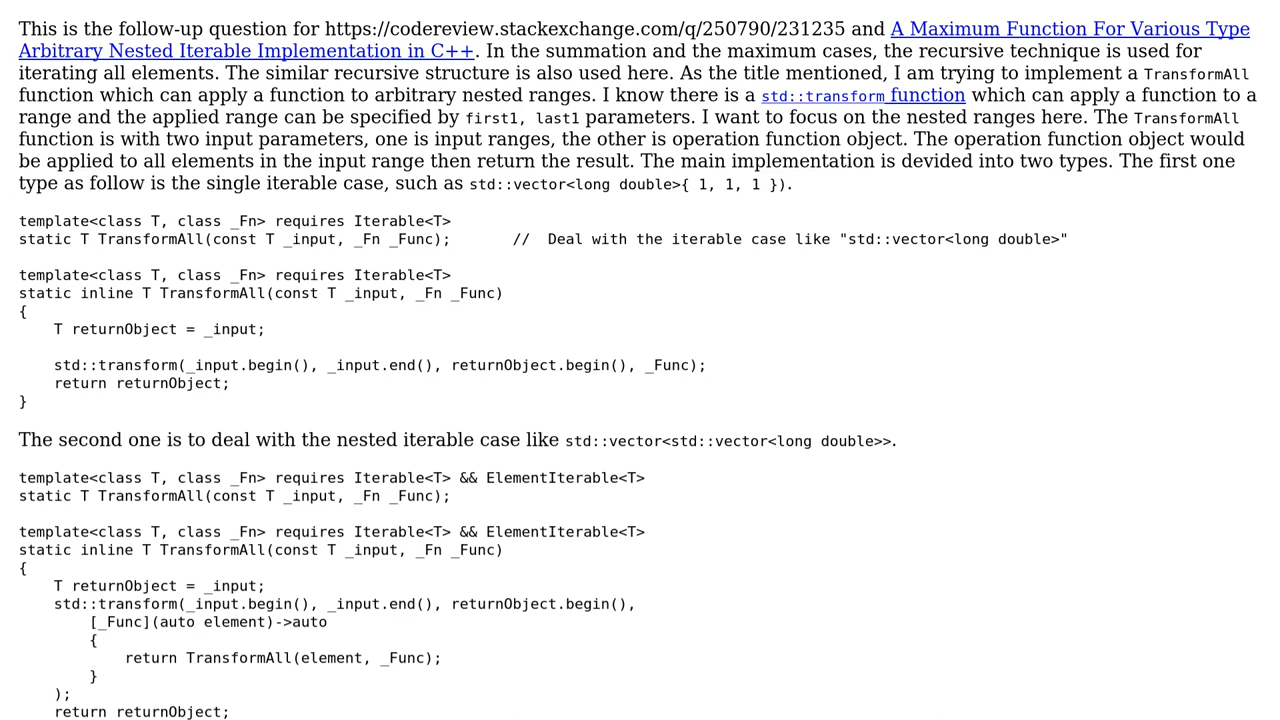 This is the follow-up question for https://codereview.stackexchange.com/q/250790/231235 and A Maximum Function For Various Type
Arbitrary Nested Iterable Implementation in C++. In the summation and the maximum cases, the recursive technique is used for
iterating all elements. The similar recursive structure is also used here. As the title mentioned, I am trying to implement a TransformAll
function which can apply a function to arbitrary nested ranges. I know there is a std::transform function which can apply a function to a
range and the applied range can be specified by first1, last1 parameters. I want to focus on the nested ranges here. The TransformAll
function is with two input parameters, one is input ranges, the other is operation function object. The operation function object would
be applied to all elements in the input range then return the result. The main implementation is devided into two types. The first one
type as follow is the single iterable case, such as std::vector<long double>{ 1, 1, 1 }).
template<class T, class _Fn> requires Iterable<T>
static T TransformAll(const T _input, _Fn _Func);       //  Deal with the iterable case like "std::vector<long double>"
template<class T, class _Fn> requires Iterable<T>
static inline T TransformAll(const T _input, _Fn _Func)
{
    T returnObject = _input;
    std::transform(_input.begin(), _input.end(), returnObject.begin(), _Func);
    return returnObject;
}
The second one is to deal with the nested iterable case like std::vector<std::vector<long double>>.
template<class T, class _Fn> requires Iterable<T> && ElementIterable<T>
static T TransformAll(const T _input, _Fn _Func);
template<class T, class _Fn> requires Iterable<T> && ElementIterable<T>
static inline T TransformAll(const T _input, _Fn _Func)
{
    T returnObject = _input;
    std::transform(_input.begin(), _input.end(), returnObject.begin(),
        [_Func](auto element)->auto
        {
            return TransformAll(element, _Func);
        }
    );
    return returnObject;